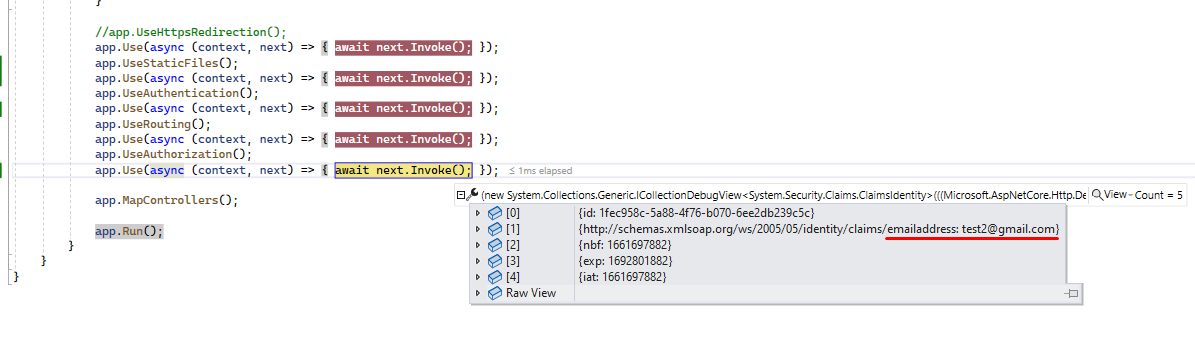 }
//app.UseHttpsRedirection();
app.Use(async (context, next) => { await next.Invoke(); });
app.UseStaticFiles();
app.Use(async (context, next) => { await next.Invoke(); });
app.UseAuthentication();
app.Use(async (context, next) => { await next.Invoke(); });
app.UseRouting();
app.Use(async (context, next) => { await next.Invoke(); });
app.UseAuthorization();
app.Use(async (context, next) => { await next.Invoke(); }); ≤ 1ms elapsed
(new System.Collections.Generic.ICollectionDebugView<System.Security.Claims.ClaimsIdentity>(((Microsoft.AspNetCore.Http.De View Count = 5
app.MapControllers();
[0] {id: 1fec958c-5a88-4f76-b070-6ee2db239c5c}
[1] {http://schemas.xmlsoap.org/ws/2005/05/identity/claims/emailaddress: test2@gmail.com}
app.Run();
[2] {nbf: 1661697882}
}
[3] {exp: 1692801882}
}
[4] {iat: 1661697882}
}
Raw View